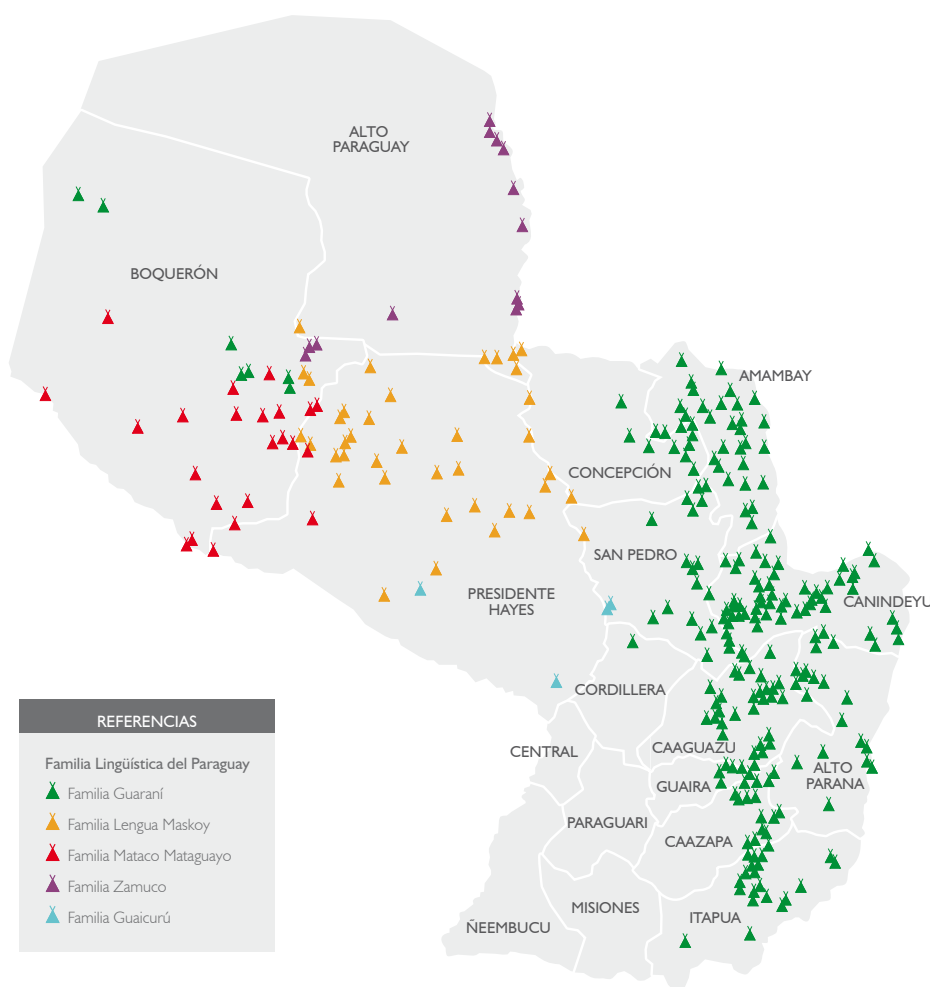 ALTO
PARAGUAY
BOQUERÓN
AMAMBAY
CONCEPCIÓN
SAN PEDRO
PRESIDENTE
HAYES
CANINDEYU
CORDILLERA
CENTRAL
CAAGUAZU
ALTO
PARANA
GUAIRA
PARAGUARI
CAAZAPA
MISIONES
ITAPUA
ÑEEMBUCU
REFERENCIAS
Familia Lingüística del Paraguay
Familia Guaraní
Familia Lengua Maskoy
Familia Mataco Mataguayo
Familia Zamuco
Familia Guaicurú